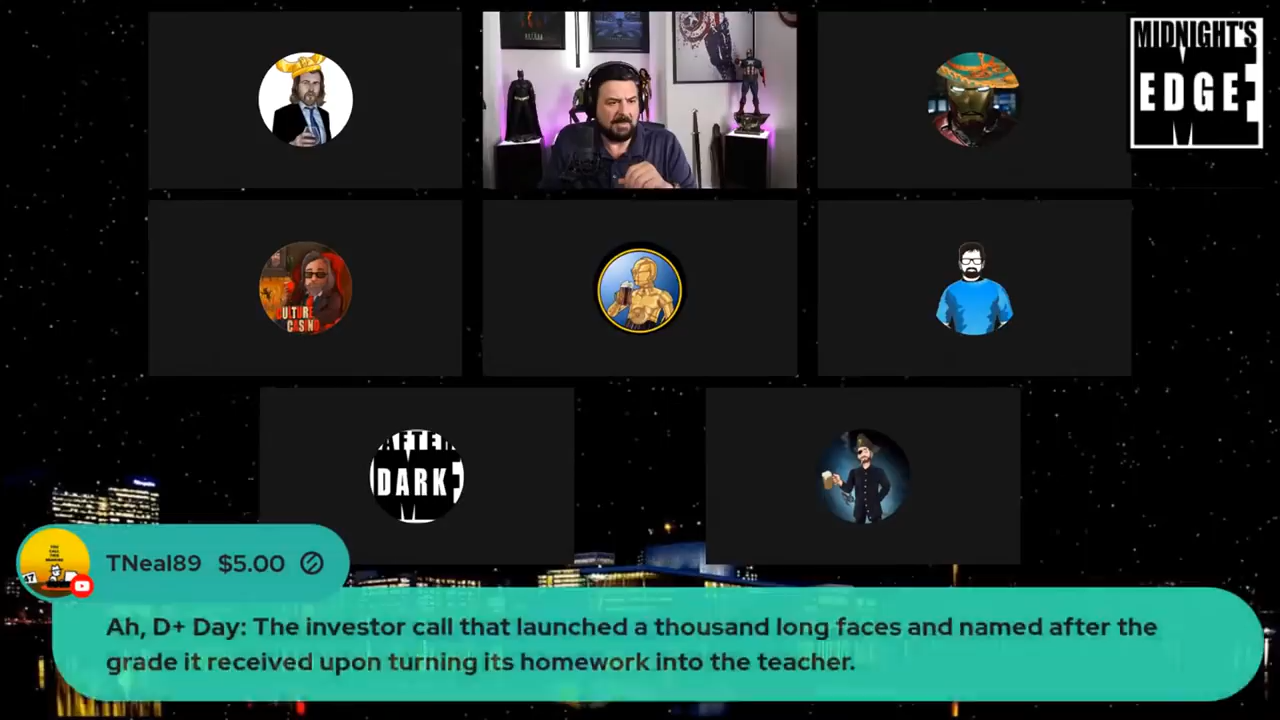 MIDNIGHT'S
EDGE
CULTURE
CASINO
AFTER
DARK
TNeal89 $5.00
Ah, D+ Day: The investor call that launched a thousand long faces and named after the
grade it received upon turning its homework into the teacher.